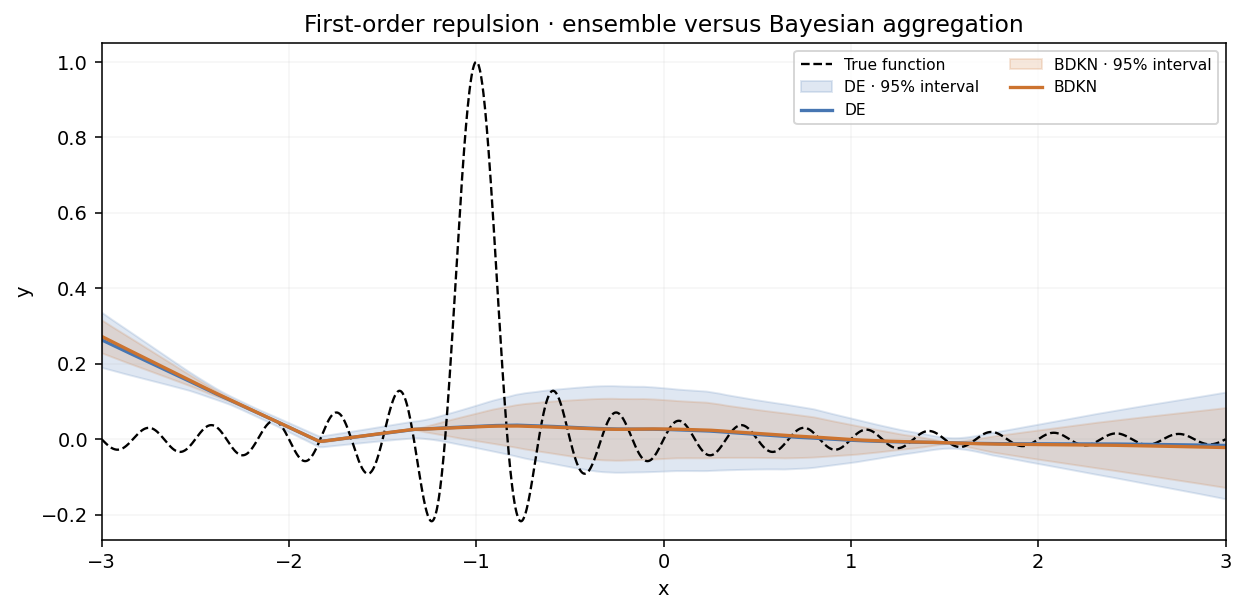 First-order repulsion · ensemble versus Bayesian aggregation
True function
DE · 95% interval
DE
BDKN · 95% interval
BDKN
y
1.0
0.8
0.6
0.4
0.2
0.0
−0.2
−3
−2
−1
0
1
2
3
x